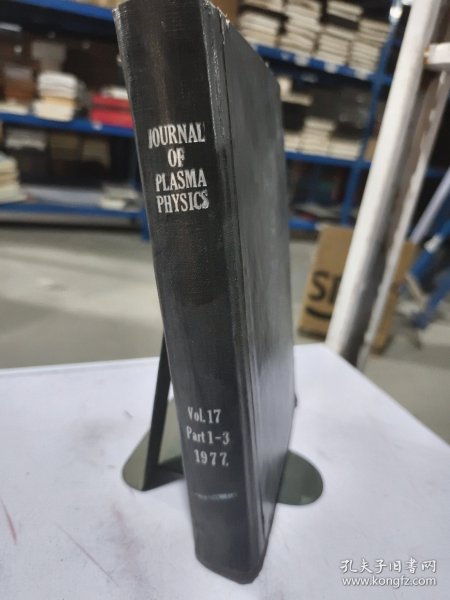 JOURNAL
OF
PLASMA
PHYSICS
Vol.17
Part 1-3
1977.
孔夫子旧书网
www.kongfz.com